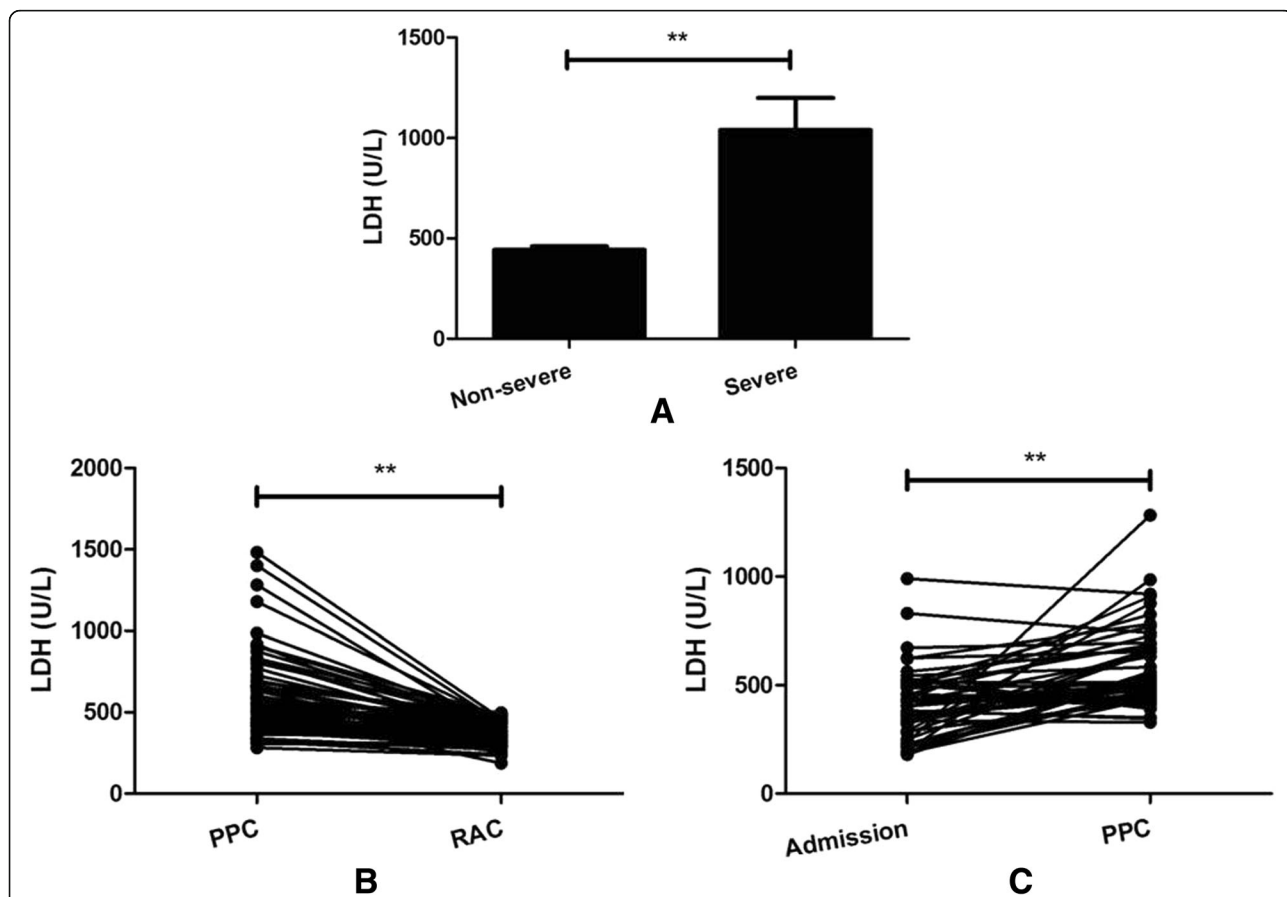 1500
**
1000
LDH (U/L)
500
0
Non-severe
Severe
A
2000
**
1500
LDH (U/L)
1000
500
0
PPC
RAC
B
1500
**
1000
LDH (U/L)
500
0
Admission
PPC
C